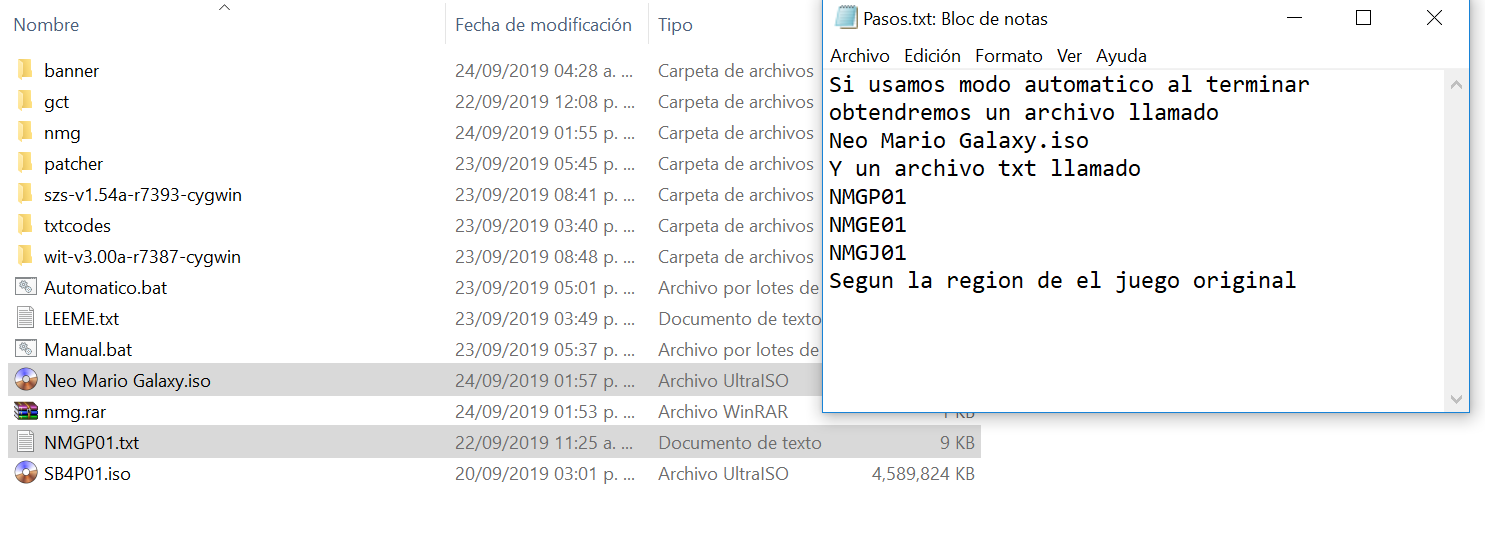 Nombre Fecha de modificación Tipo
banner 24/09/2019 04:28 a. ... Carpeta de archivos
gct 22/09/2019 12:08 p. ... Carpeta de archivos
nmg 24/09/2019 01:55 p. ... Carpeta de archivos
patcher 23/09/2019 05:45 p. ... Carpeta de archivos
szs-v1.54a-r7393-cygwin 23/09/2019 08:41 p. ... Carpeta de archivos
txtcodes 23/09/2019 03:40 p. ... Carpeta de archivos
wit-v3.00a-r7387-cygwin 23/09/2019 08:48 p. ... Carpeta de archivos
Automatico.bat 23/09/2019 05:01 p. ... Archivo por lotes de
LEEME.txt 23/09/2019 03:49 p. ... Documento de texto
Manual.bat 23/09/2019 05:37 p. ... Archivo por lotes de
Neo Mario Galaxy.iso 24/09/2019 01:57 p. ... Archivo UltraISO
nmg.rar 24/09/2019 01:53 p. ... Archivo WinRAR 1 KB
NMGP01.txt 22/09/2019 11:25 a. ... Documento de texto 9 KB
SB4P01.iso 20/09/2019 03:01 p. ... Archivo UltraISO 4,589,824 KB
Pasos.txt: Bloc de notas
Archivo Edición Formato Ver Ayuda
Si usamos modo automatico al terminar
obtendremos un archivo llamado
Neo Mario Galaxy.iso
Y un archivo txt llamado
NMGP01
NMGE01
NMGJ01
Segun la region de el juego original